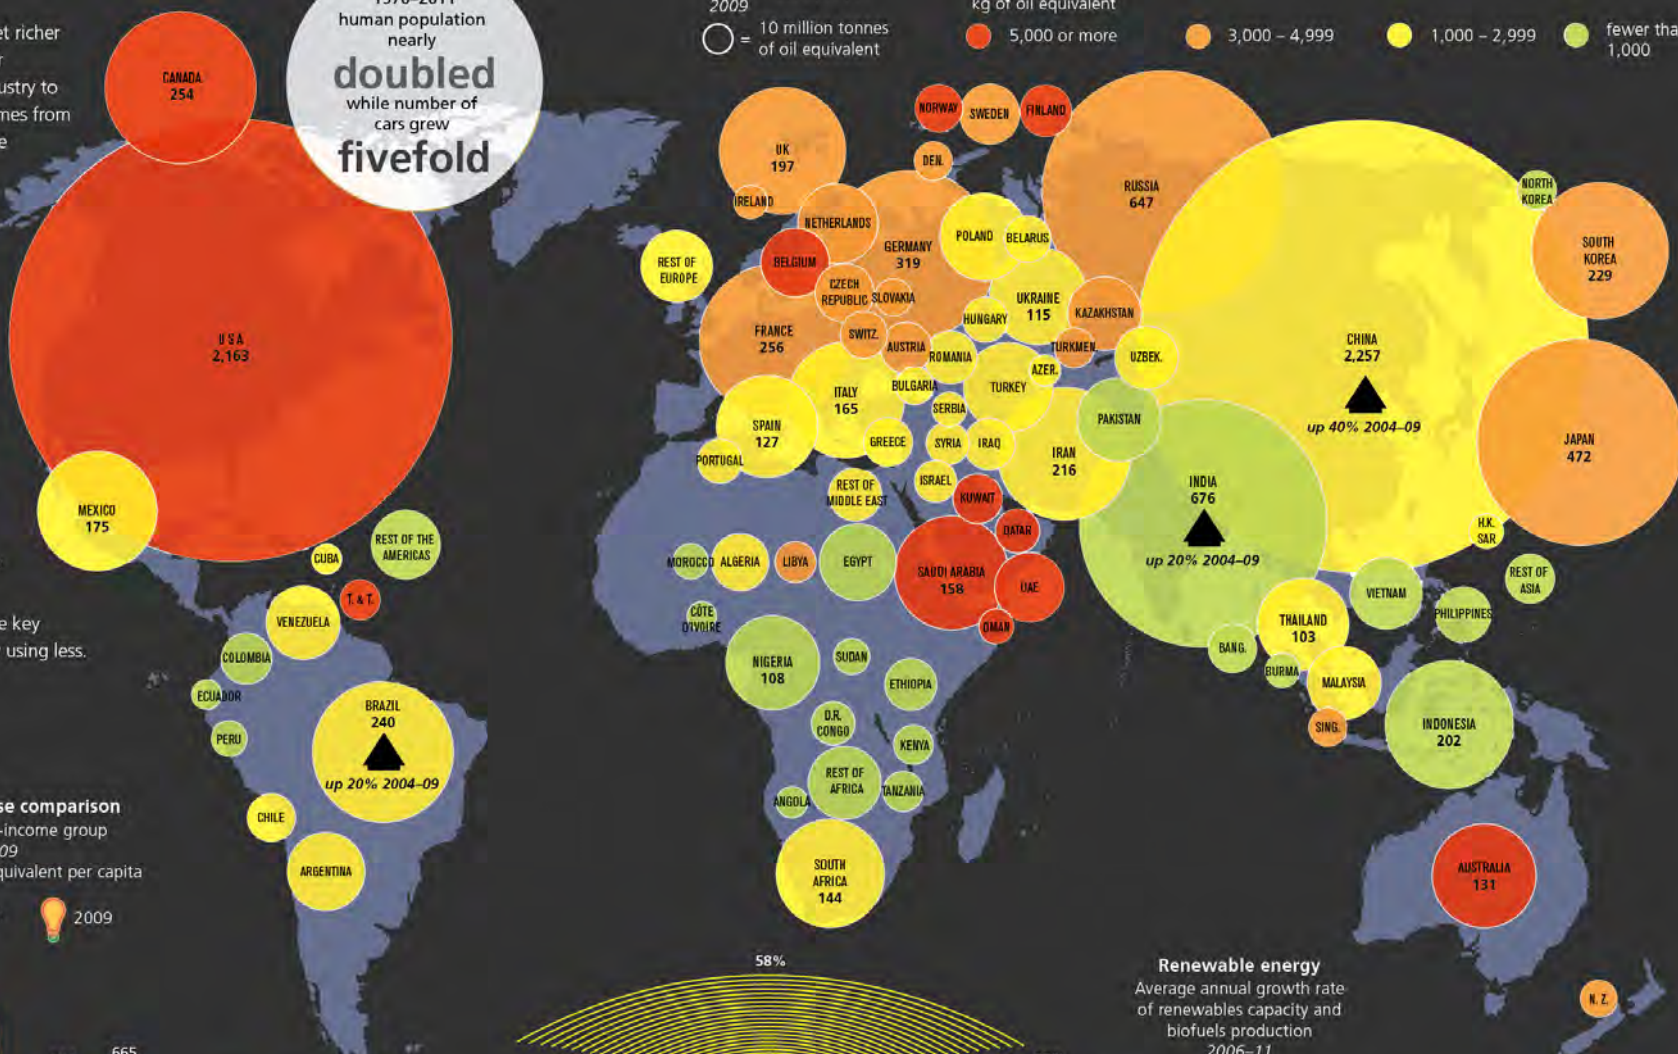 et richer
ustry to
mes from
e
e key
using less.
1970–2011
human population
nearly
doubled
while number of
cars grew
fivefold
2009
= 10 million tonnes
of oil equivalent
kg of oil equivalent
5,000 or more
3,000 – 4,999
1,000 – 2,999
fewer tha
1,000
CANADA
254
USA
2,163
MEXICO
175
CUBA
REST OF THE
AMERICAS
T. & T.
VENEZUELA
COLOMBIA
ECUADOR
PERU
BRAZIL
240
up 20% 2004–09
CHILE
ARGENTINA
UK
197
IRELAND
NORWAY
SWEDEN
FINLAND
DEN.
NETHERLANDS
BELGIUM
GERMANY
319
POLAND
BELARUS
RUSSIA
647
REST OF
EUROPE
CZECH
REPUBLIC
SLOVAKIA
UKRAINE
115
KAZAKHSTAN
HUNGARY
FRANCE
256
SWITZ.
AUSTRIA
ROMANIA
TURKMEN.
UZBEK.
AZER.
ITALY
165
BULGARIA
TURKEY
SERBIA
SPAIN
127
PORTUGAL
GREECE
SYRIA
IRAQ
IRAN
216
PAKISTAN
REST OF
MIDDLE EAST
ISRAEL
KUWAIT
QATAR
SAUDI ARABIA
158
UAE
OMAN
MOROCCO
ALGERIA
LIBYA
EGYPT
CÔTE
D'IVOIRE
NIGERIA
108
SUDAN
ETHIOPIA
D.R.
CONGO
KENYA
REST OF
AFRICA
ANGOLA
TANZANIA
SOUTH
AFRICA
144
CHINA
2,257
up 40% 2004–09
NORTH
KOREA
SOUTH
KOREA
229
JAPAN
472
INDIA
676
up 20% 2004–09
H.K.
SAR
REST OF
ASIA
VIETNAM
PHILIPPINES
THAILAND
103
BANG.
BURMA
MALAYSIA
SING.
INDONESIA
202
AUSTRALIA
131
N. Z.
se comparison
-income group
09
quivalent per capita
2009
665
58%
Renewable energy
Average annual growth rate
of renewables capacity and
biofuels production
2006–11